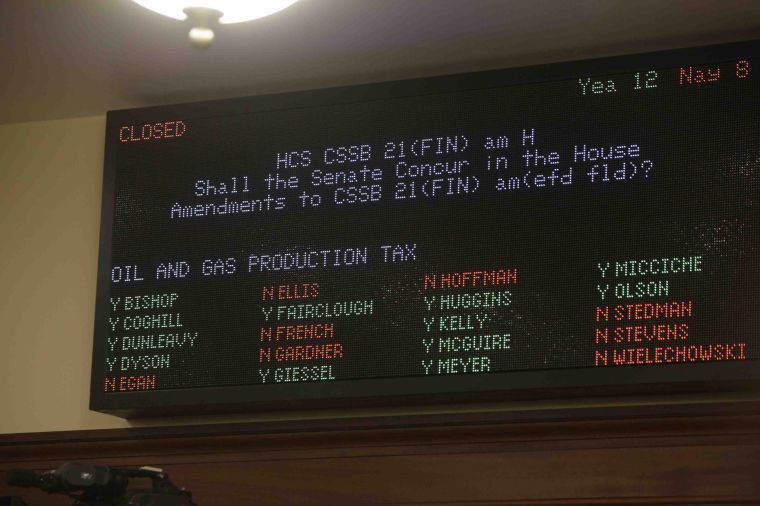 Yea 12 Nay 8
CLOSED
HCS CSSB 21(FIN) am H
Shall the Senate Concur in the House
Amendments to CSSB 21(FIN) am(efd fld)?
OIL AND GAS PRODUCTION TAX
Y BISHOP
Y COGHILL
Y DUNLEAVY
Y DYSON
N EGAN
N ELLIS
Y FAIRCLOUGH
N FRENCH
N GARDNER
Y GIESSEL
N HOFFMAN
Y HUGGINS
Y KELLY
Y MCGUIRE
Y MEYER
Y MICCICHE
Y OLSON
N STEDMAN
N STEVENS
N WIELECHOWSKI